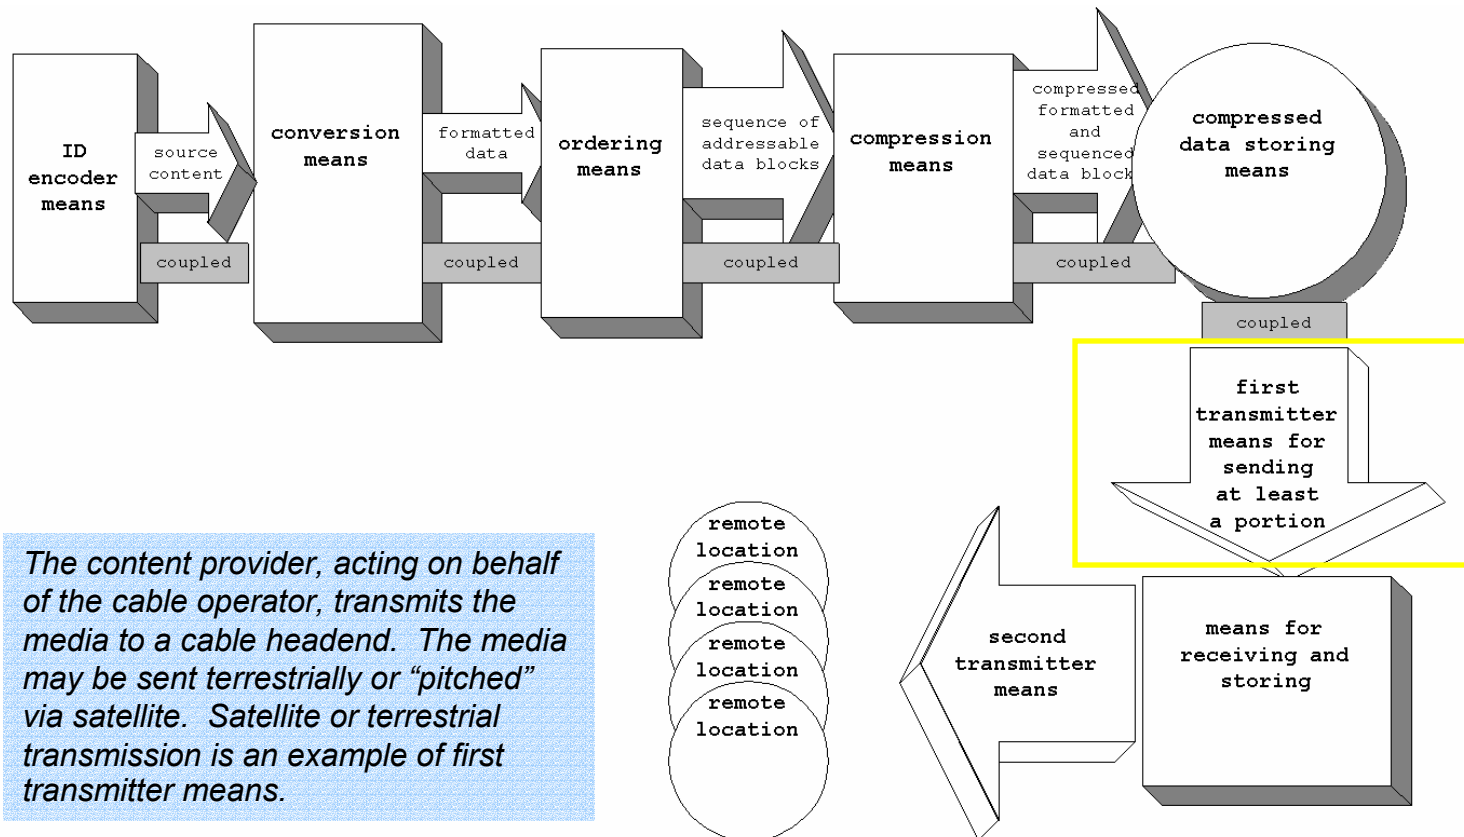 ID
encoder
means
source
content
coupled
conversion
means
formatted
data
coupled
ordering
means
sequence of
addressable
data blocks
coupled
compression
means
compressed
formatted
and
sequenced
data block
coupled
compressed
data storing
means
coupled
first
transmitter
means for
sending
at least
a portion
means for
receiving and
storing
second
transmitter
means
remote
location
remote
location
remote
location
remote
location
The content provider, acting on behalf
of the cable operator, transmits the
media to a cable headend.  The media
may be sent terrestrially or “pitched”
via satellite.  Satellite or terrestrial
transmission is an example of first
transmitter means.